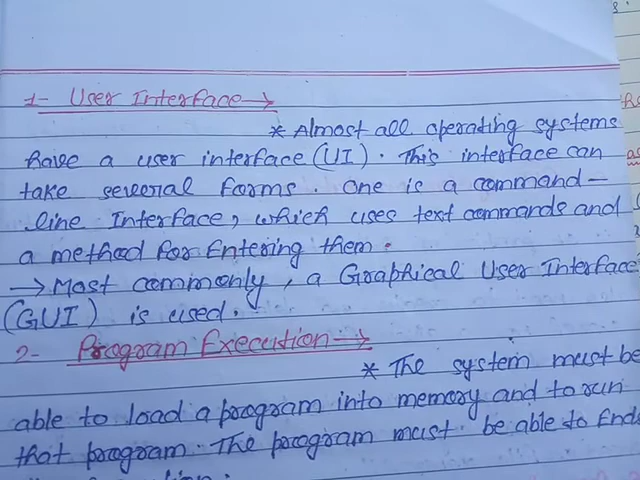 1- User Interface →
* Almost all operating systems
have a user interface (UI). This interface can
take several forms. One is a command-
line Interface, which uses text commands and
a method for Entering them.
→ Most commonly, a Graphical User Interface
(GUI) is used.
2- Program Execution →
* The system must be
able to load a program into memory and to run
that program. The program must be able to End